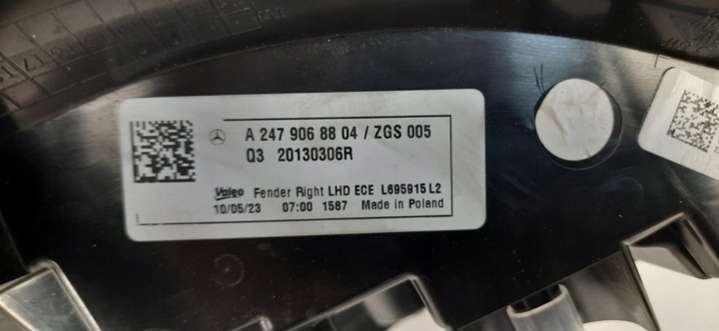 A 247 906 88 04 / ZGS 005
Q3 20130306R
Valeo Fender Right LHD ECE L695915 L2
10/05/23 07:00 1587 Made in Poland